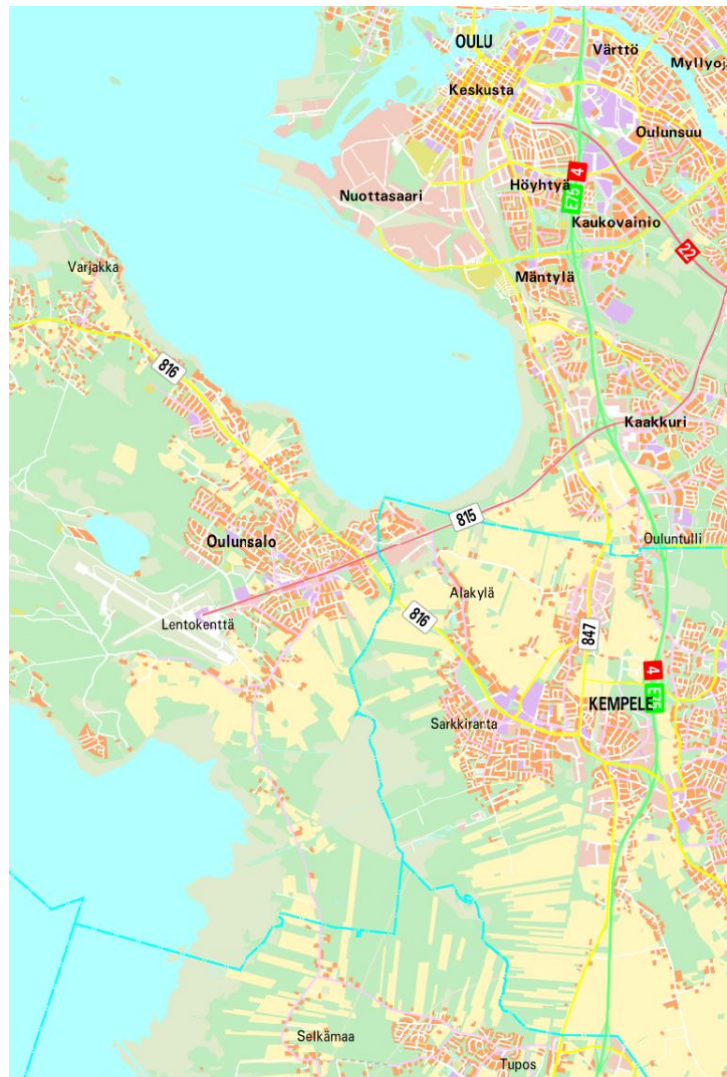 OULU
Värttö
Myllyoj
Keskusta
Oulunsuu
4
E75
Höyhtyä
Nuottasaari
Kaukovainio
22
Mäntylä
Varjakka
816
Kaakkuri
815
Oulunsalo
Ouluntulli
Alakylä
816
Lentokenttä
847
4
E75
KEMPELE
Sarkkiranta
Selkämaa
Tupos